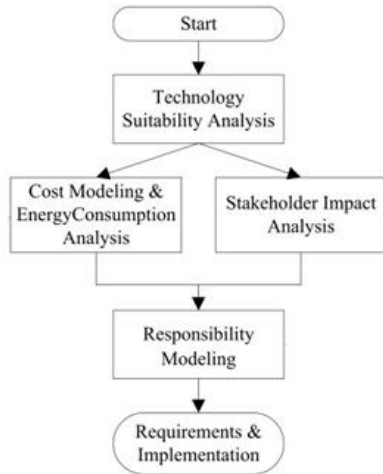 Start
Technology
Suitability Analysis
Cost Modeling &
EnergyConsumption
Analysis
Stakeholder Impact
Analysis
Responsibility
Modeling
Requirements &
Implementation